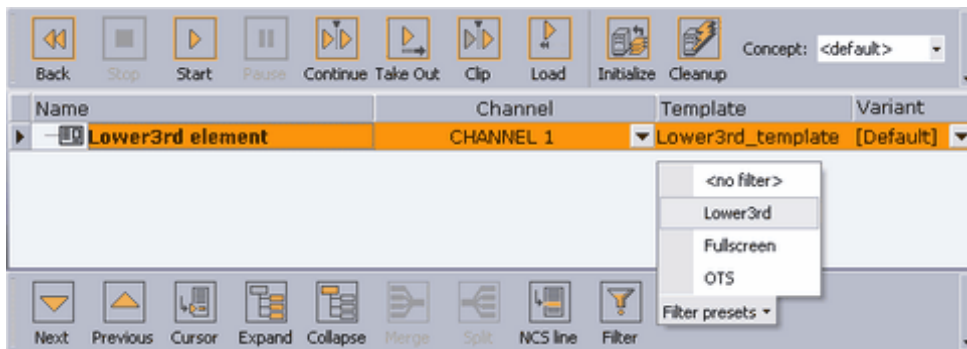 Back Stop Start Pause Continue Take Out Clip Load Initialize Cleanup Concept: <default>
Name Channel Template Variant
Lower3rd element CHANNEL 1 Lower3rd_template [Default]
<no filter>
Lower3rd
Fullscreen
OTS
Filter presets
Next Previous Cursor Expand Collapse Merge Split NCS line Filter